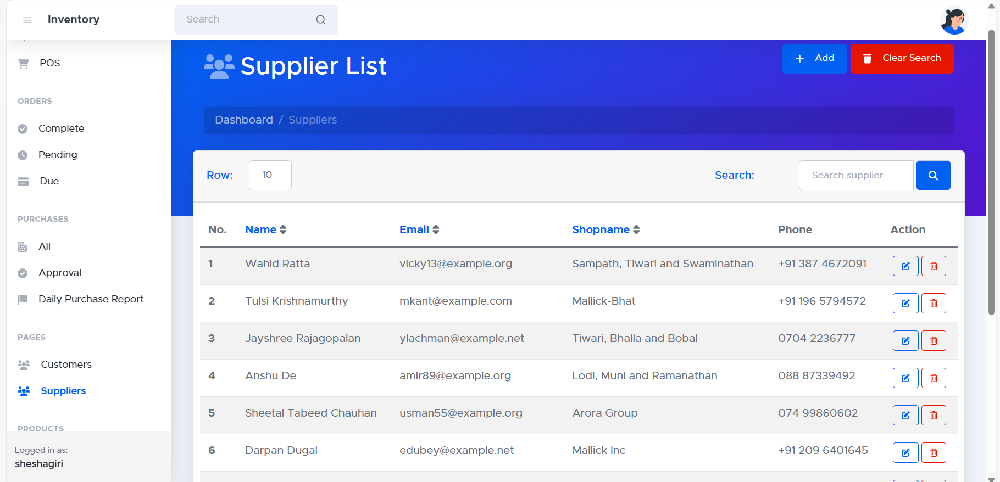 Inventory
Search
POS
ORDERS
Complete
Pending
Due
PURCHASES
All
Approval
Daily Purchase Report
PAGES
Customers
Suppliers
PRODUCTS
Logged in as:
sheshagiri
Supplier List
Add
Clear Search
Dashboard / Suppliers
Row: 10 Search: Search supplier
No. Name Email Shopname Phone Action
1 Wahid Ratta vicky13@example.org Sampath, Tiwari and Swaminathan +91 387 4672091
2 Tulsi Krishnamurthy mkant@example.com Mallick-Bhat +91 196 5794572
3 Jayshree Rajagopalan ylachman@example.net Tiwari, Bhalla and Bobal 0704 2236777
4 Anshu De amir89@example.org Lodi, Muni and Ramanathan 088 87339492
5 Sheetal Tabeed Chauhan usman55@example.org Arora Group 074 99860602
6 Darpan Dugal edubey@example.net Mallick Inc +91 209 6401645